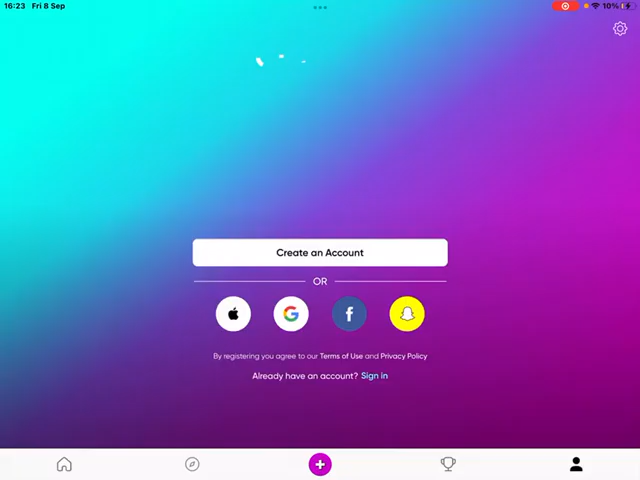 16:23 Fri 8 Sep 10%
Create an Account
OR
By registering you agree to our Terms of Use and Privacy Policy
Already have an account? Sign in